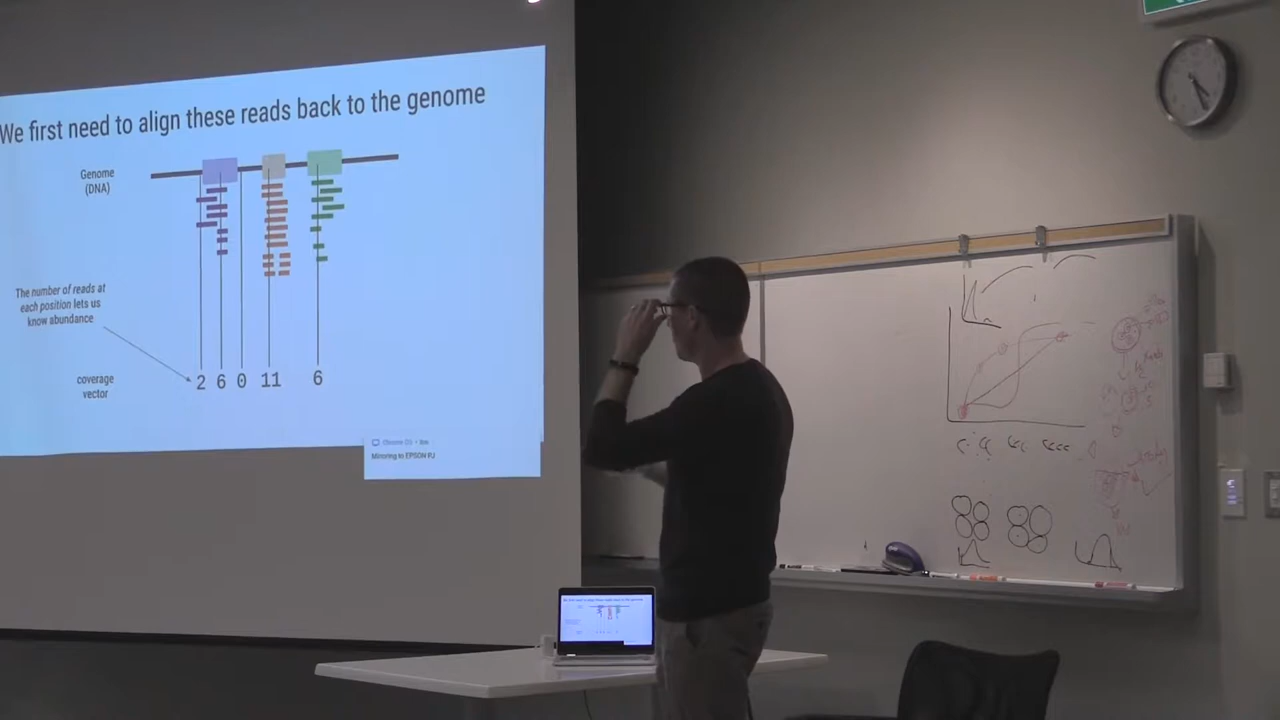 We first need to align these reads back to the genome
Genome
(DNA)
The number of reads at
each position lets us
know abundance
coverage
vector
2 6 0 11 6
Mirroring to EPSON PJ